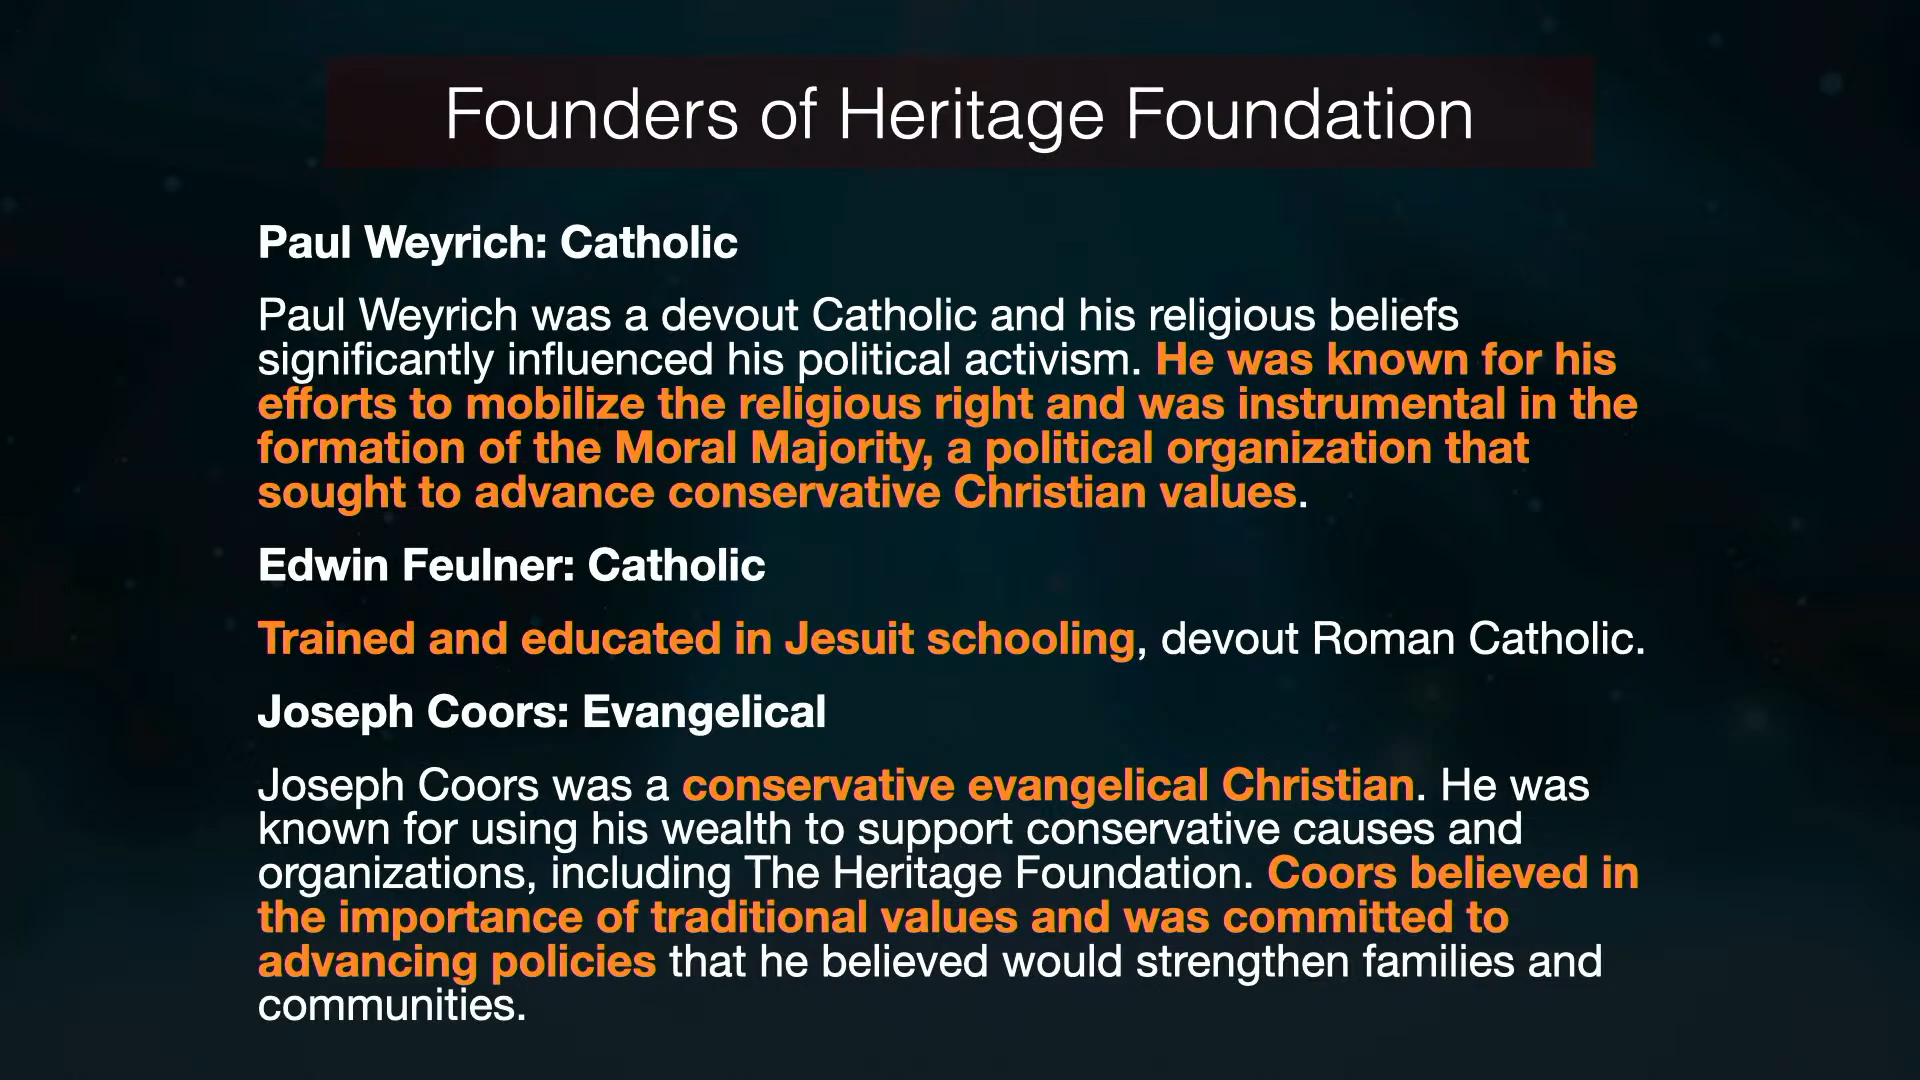 Founders of Heritage Foundation
Paul Weyrich: Catholic
Paul Weyrich was a devout Catholic and his religious beliefs
significantly influenced his political activism. He was known for his
efforts to mobilize the religious right and was instrumental in the
formation of the Moral Majority, a political organization that
sought to advance conservative Christian values.
Edwin Feulner: Catholic
Trained and educated in Jesuit schooling, devout Roman Catholic.
Joseph Coors: Evangelical
Joseph Coors was a conservative evangelical Christian. He was
known for using his wealth to support conservative causes and
organizations, including The Heritage Foundation. Coors believed in
the importance of traditional values and was committed to
advancing policies that he believed would strengthen families and
communities.